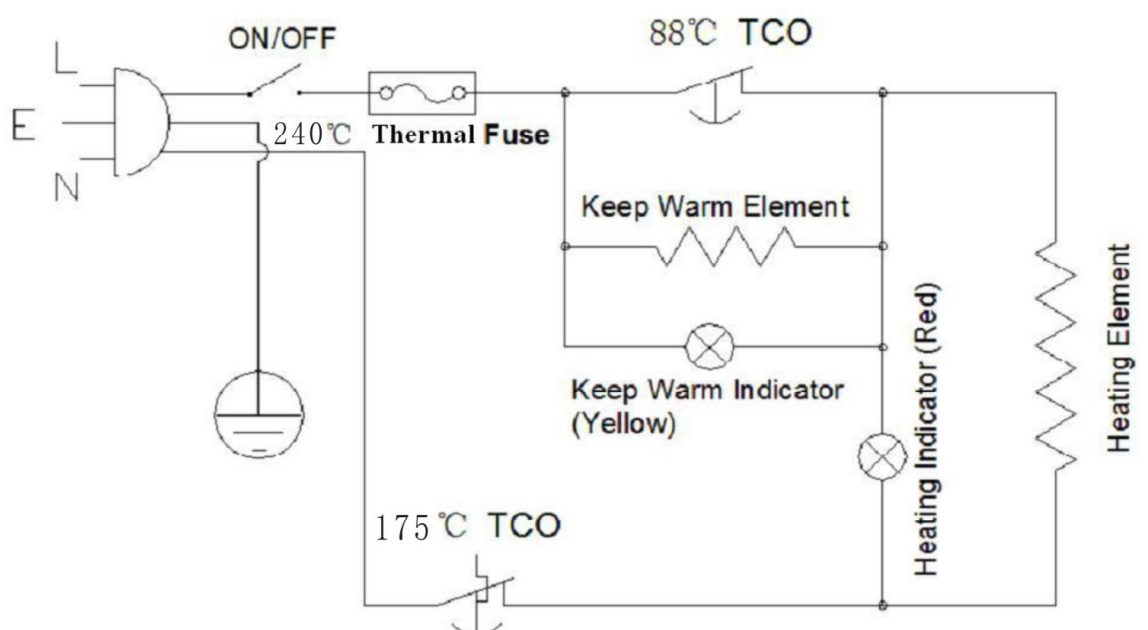 L
E
N
ON/OFF
240℃ Thermal Fuse
88℃ TCO
Keep Warm Element
Keep Warm Indicator
(Yellow)
Heating Indicator (Red)
Heating Element
175℃ TCO